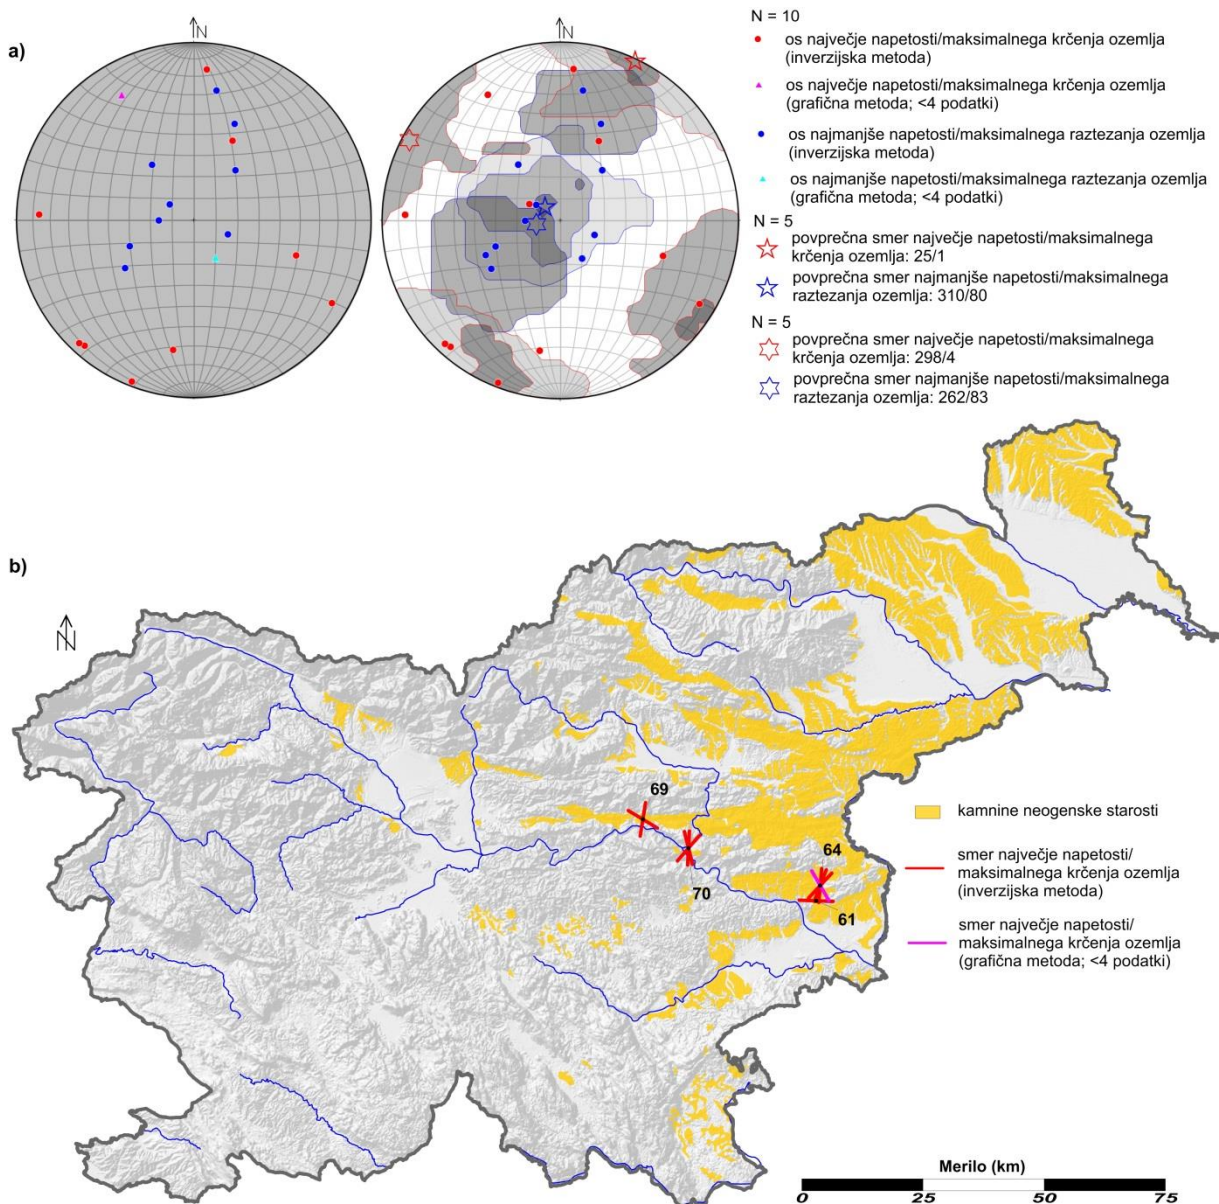 a)
N
N
N = 10
os največje napetosti/maksimalnega krčenja ozemlja
(inverzijska metoda)
os največje napetosti/maksimalnega krčenja ozemlja
(grafična metoda; <4 podatki)
os najmanjše napetosti/maksimalnega raztezanja ozemlja
(inverzijska metoda)
os najmanjše napetosti/maksimalnega raztezanja ozemlja
(grafična metoda; <4 podatki)
N = 5
povprečna smer največje napetosti/maksimalnega
krčenja ozemlja: 25/1
povprečna smer najmanjše napetosti/maksimalnega
raztezanja ozemlja: 310/80
N = 5
povprečna smer največje napetosti/maksimalnega
krčenja ozemlja: 298/4
povprečna smer najmanjše napetosti/maksimalnega
raztezanja ozemlja: 262/83
b)
N
69
70
64
61
kamnine neogenske starosti
smer največje napetosti/
maksimalnega krčenja ozemlja
(inverzijska metoda)
smer največje napetosti/
maksimalnega krčenja ozemlja
(grafična metoda; <4 podatki)
Merilo (km)
0 25 50 75